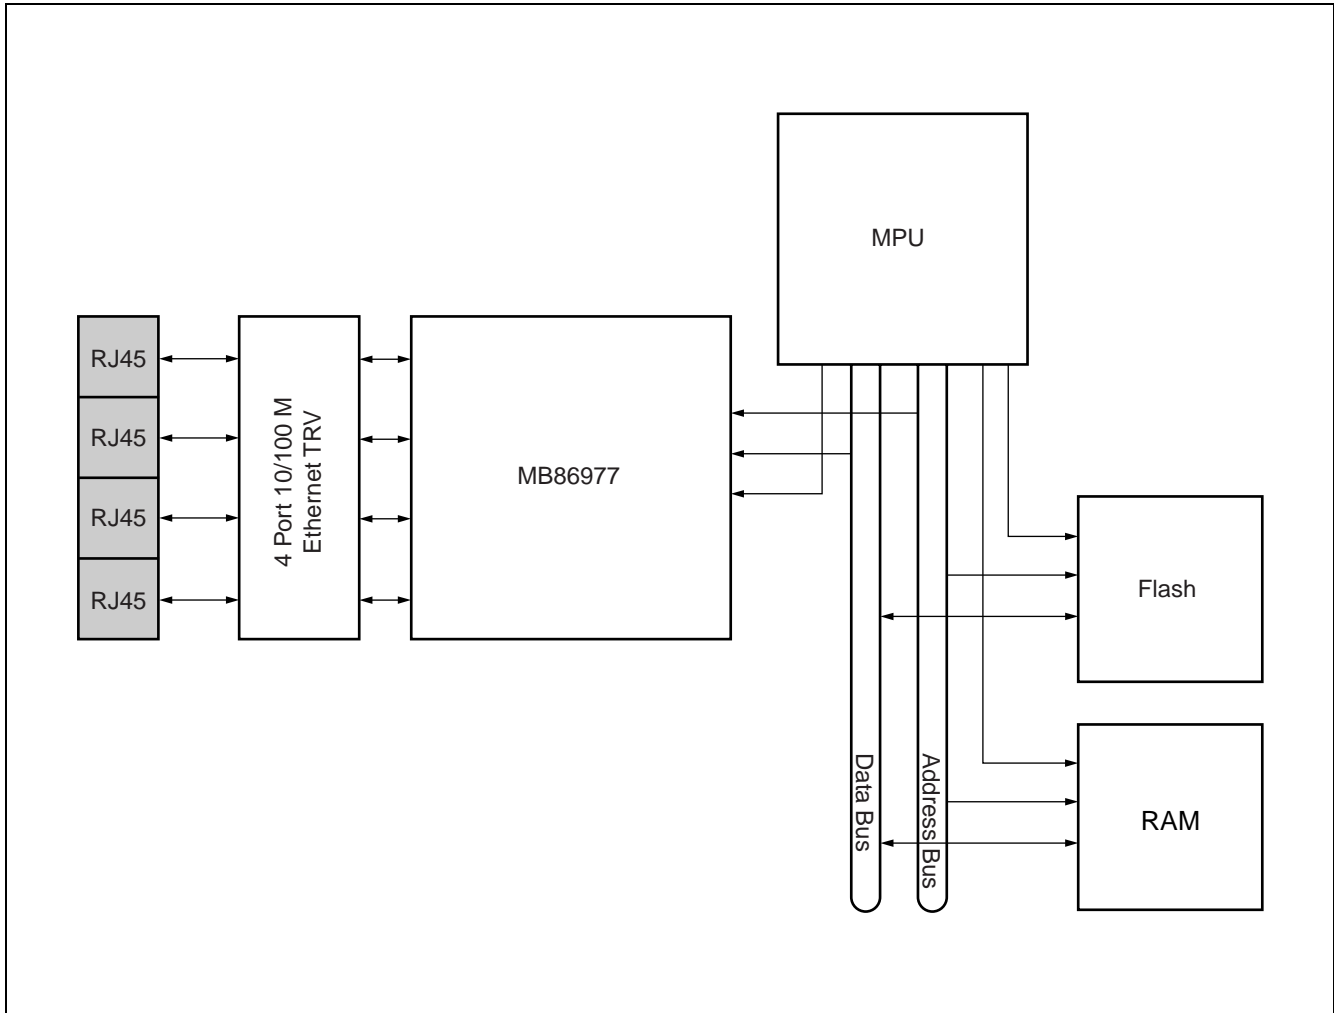 MPU
RJ45
RJ45
RJ45
RJ45
4 Port 10/100 M
Ethernet TRV
MB86977
Flash
RAM
Data Bus
Address Bus